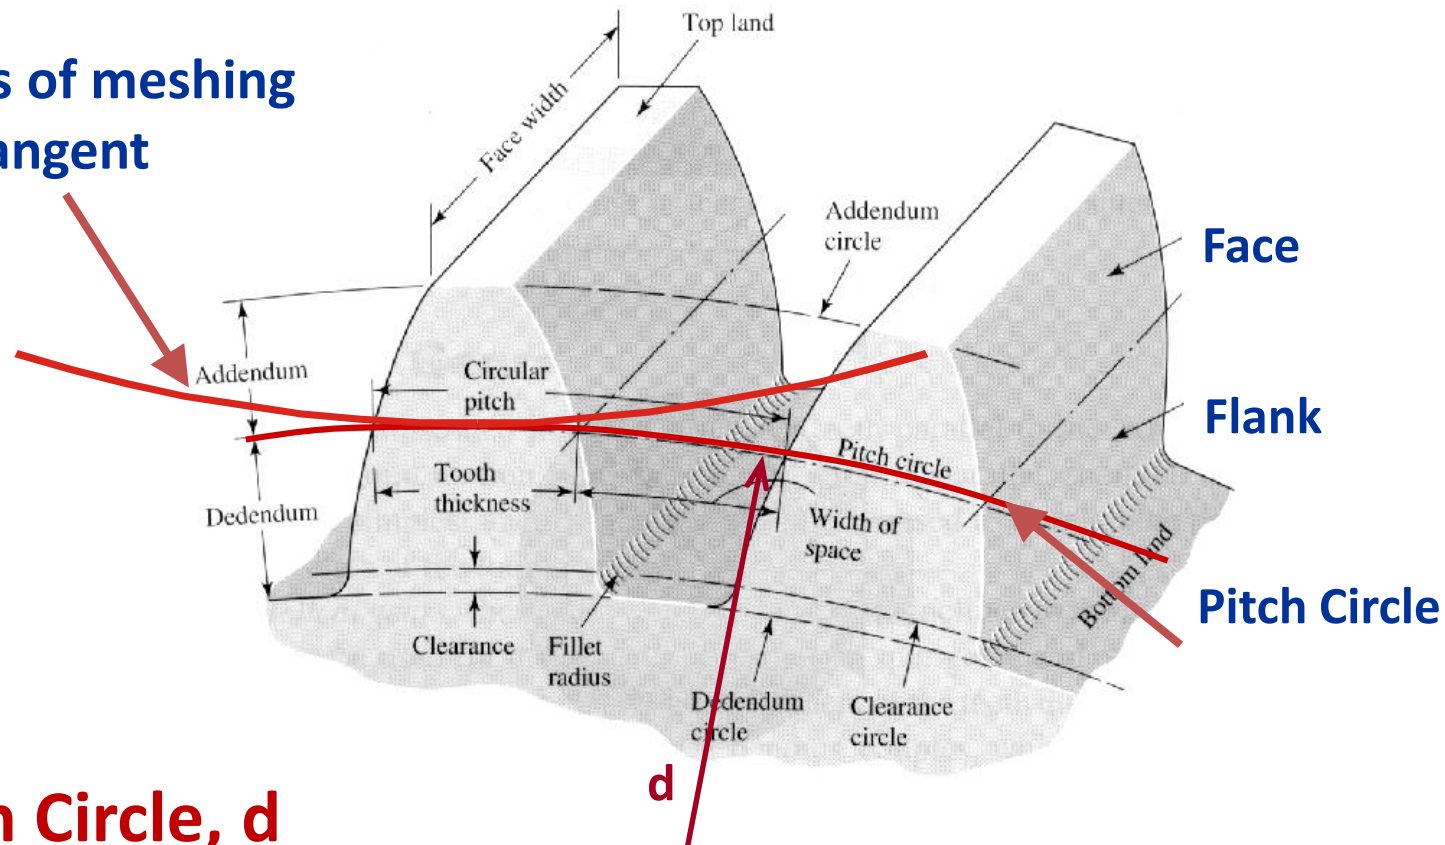 Top land
s of meshing
angent
Face width
Addendum
circle
Face
Addendum
Circular
pitch
Flank
Pitch circle
Tooth
thickness
Dedendum
Width of
space
Bottom land
Pitch Circle
Clearance
Fillet
radius
Dedendum
circle
Clearance
circle
d
n Circle, d